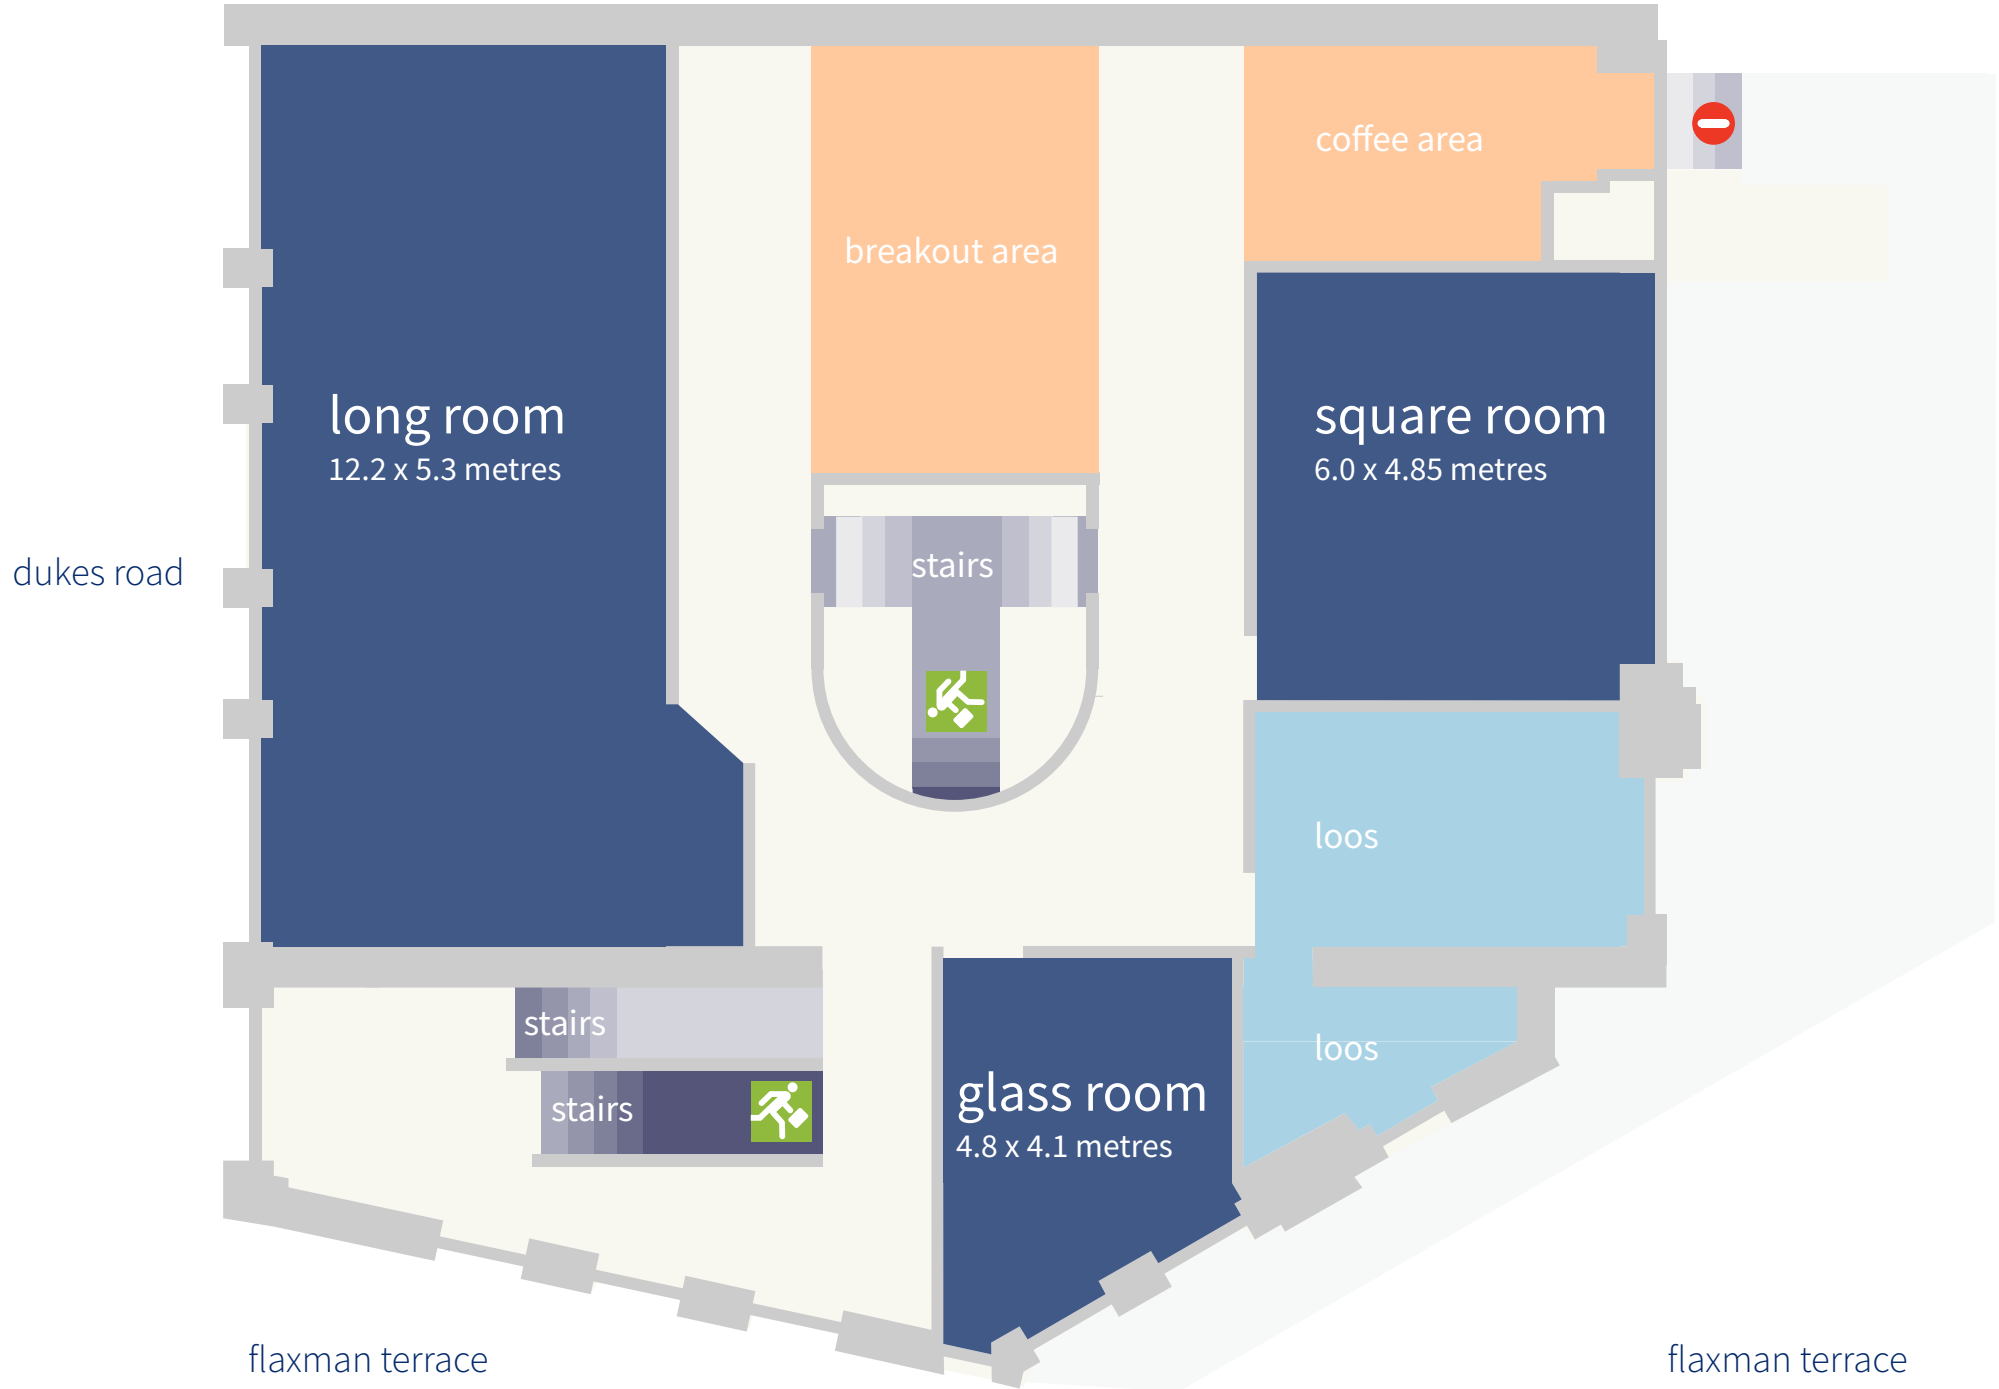 coffee area
breakout area
long room
12.2 x 5.3 metres
square room
6.0 x 4.85 metres
dukes road
stairs
loos
stairs
loos
glass room
4.8 x 4.1 metres
stairs
flaxman terrace
flaxman terrace